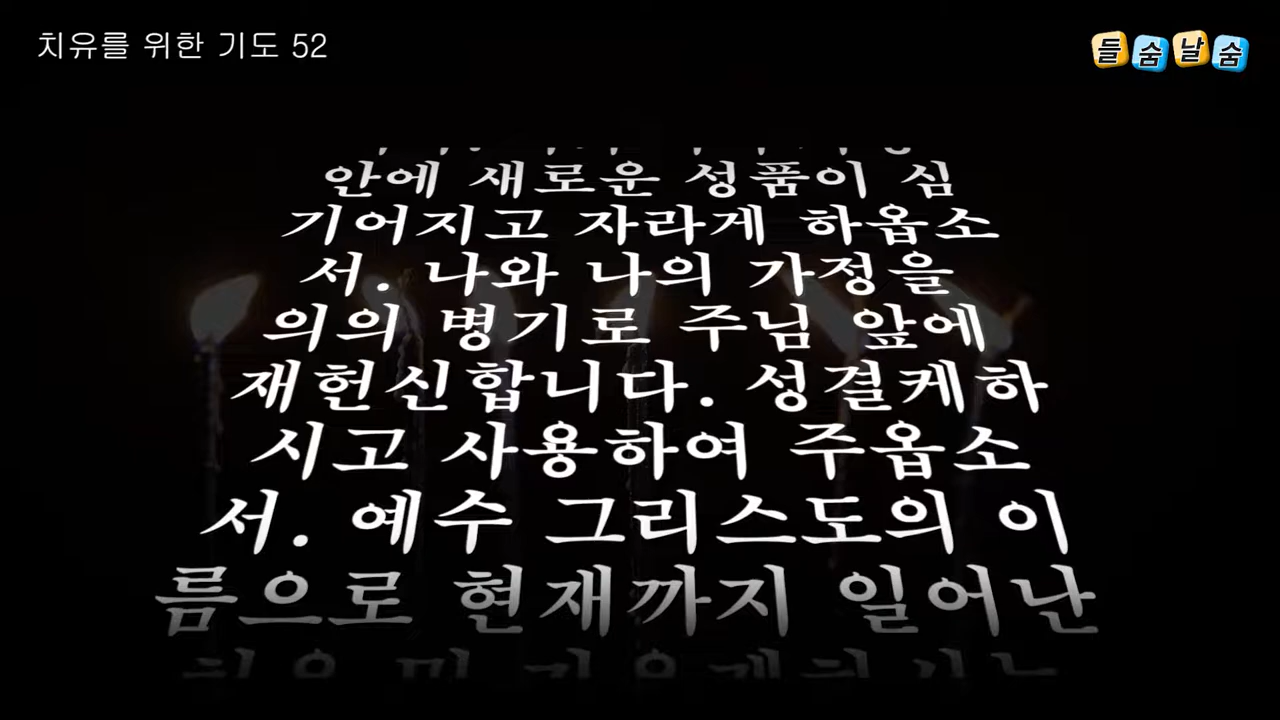 치유를 위한 기도 52
들숨날숨
안에 새로운 성품이 심
기어지고 자라게 하옵소
서. 나와 나의 가정을
의의 병기로 주님 앞에
재헌신합니다. 성결케하
시고 사용하여 주옵소
서. 예수 그리스도의 이
름으로 현재까지 일어난